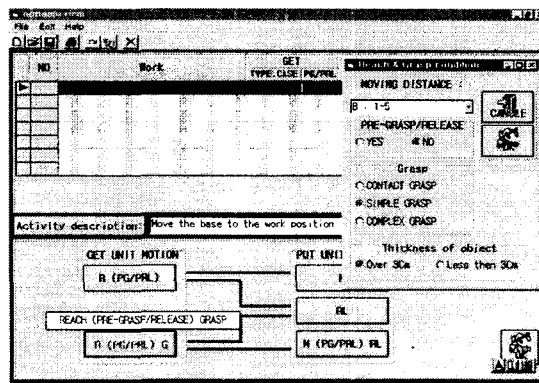 File Edit Help
NO
Work
GET
TYPE.CASE PG/PRL
Reach & Grasp condition
MOVING DISTANCE :
B . 1-5
CANCLE
PRE-GRASP/RELEASE
YES NO
Grasp
CONTACT GRASP
SIMPLE GRASP
COMPLEX GRASP
Thickness of object
Over 3Cm Less then 3Cm
Activity description: Move the base to the work position
GET UNIT MOTION
PUT UNIT
R (PG/PRL)
RL
REACH (PRE-GRASP/RELEASE) GRASP
R (PG/PRL) G
M (PG/PRL) RL